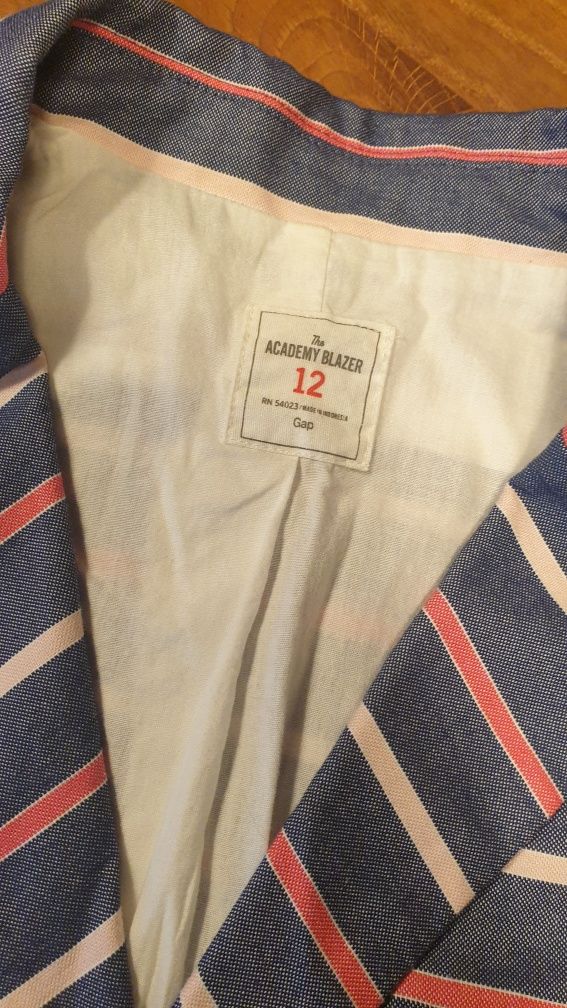 The
ACADEMY BLAZER
12
RN 54023 / MADE IN INDONESIA
Gap